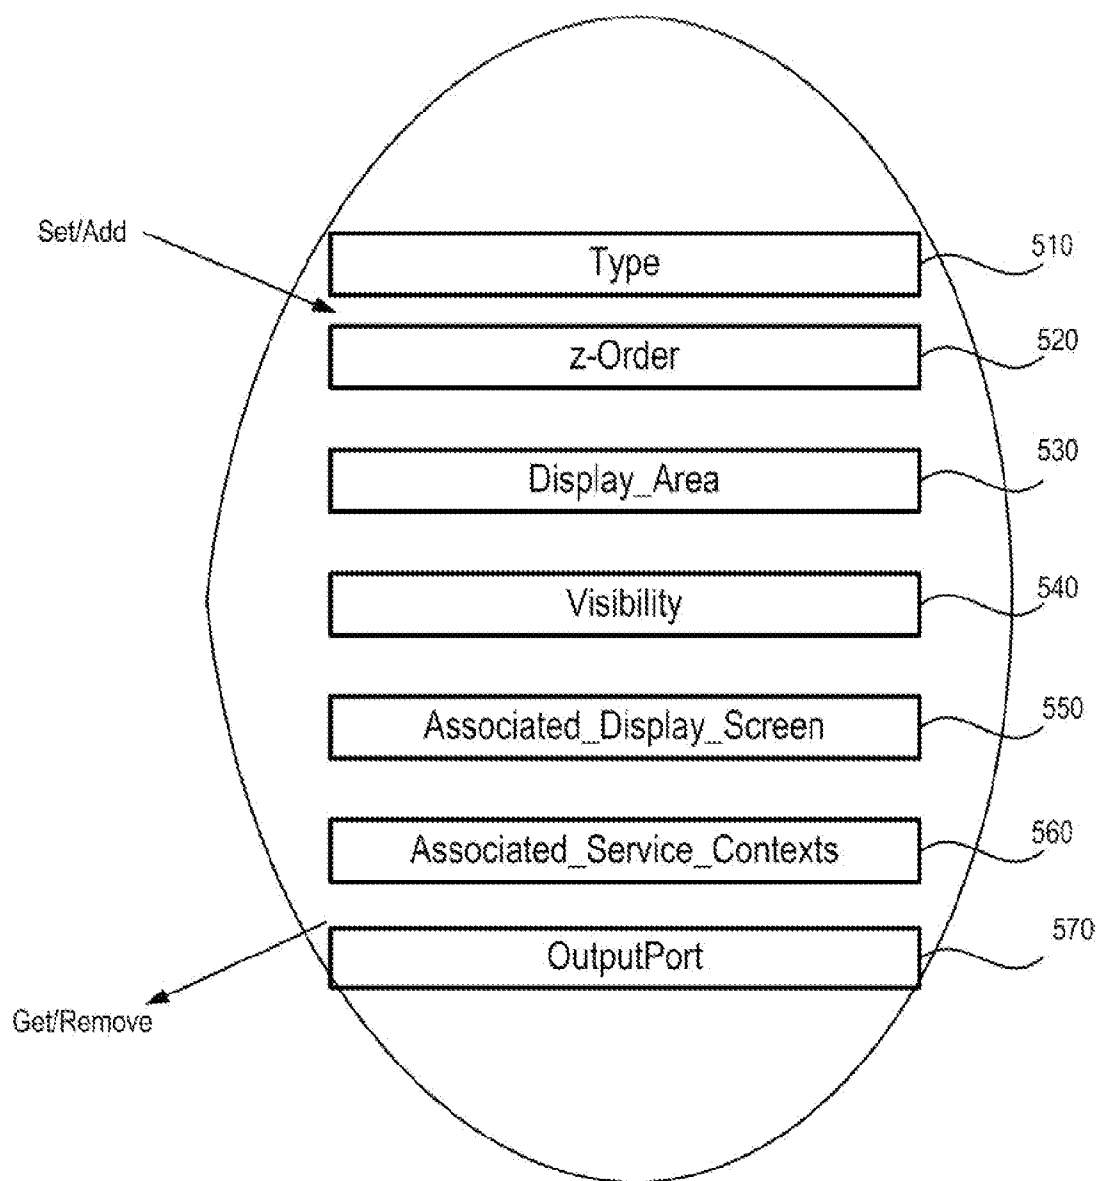 Set/Add
Type
510
z-Order
520
Display_Area
530
Visibility
540
Associated_Display_Screen
550
Associated_Service_Contexts
560
OutputPort
570
Get/Remove